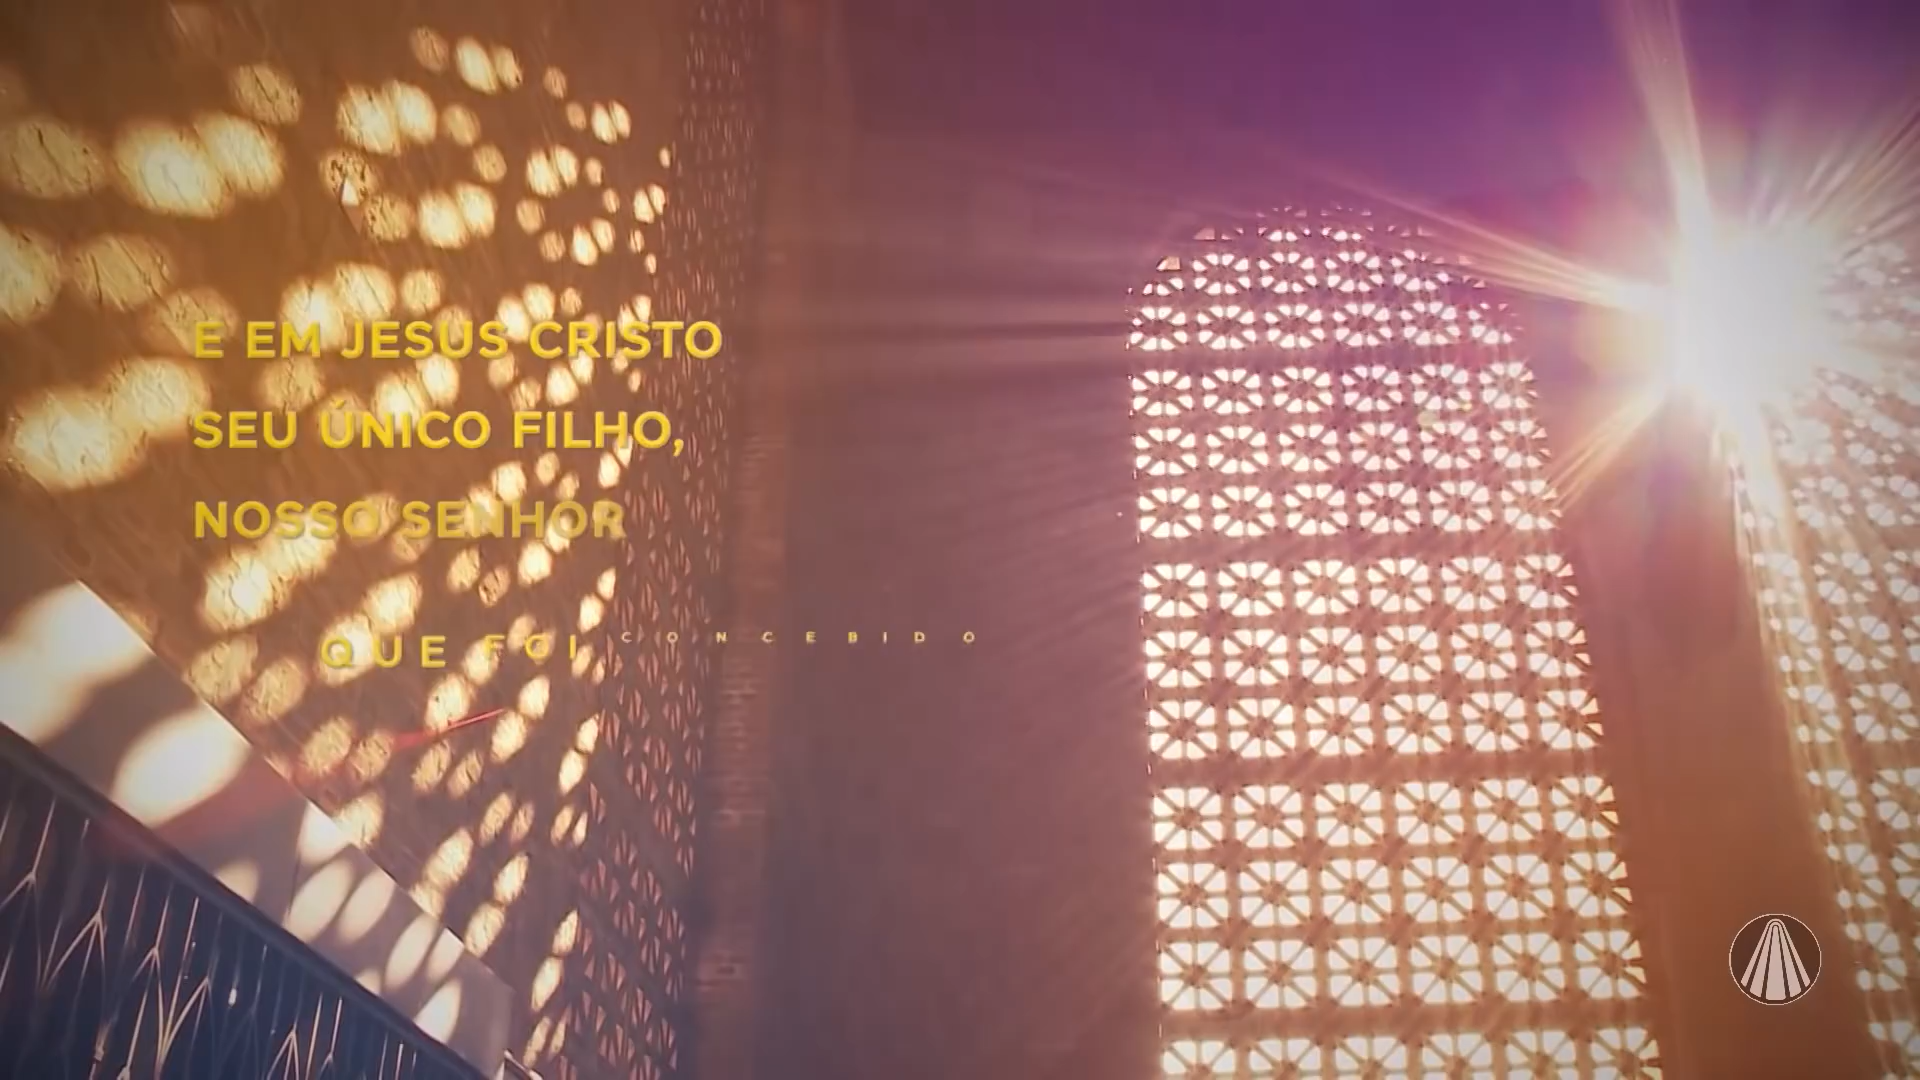 E EM JESUS CRISTO
SEU ÚNICO FILHO,
NOSSO SENHOR
QUE FOI CONCEBIDO